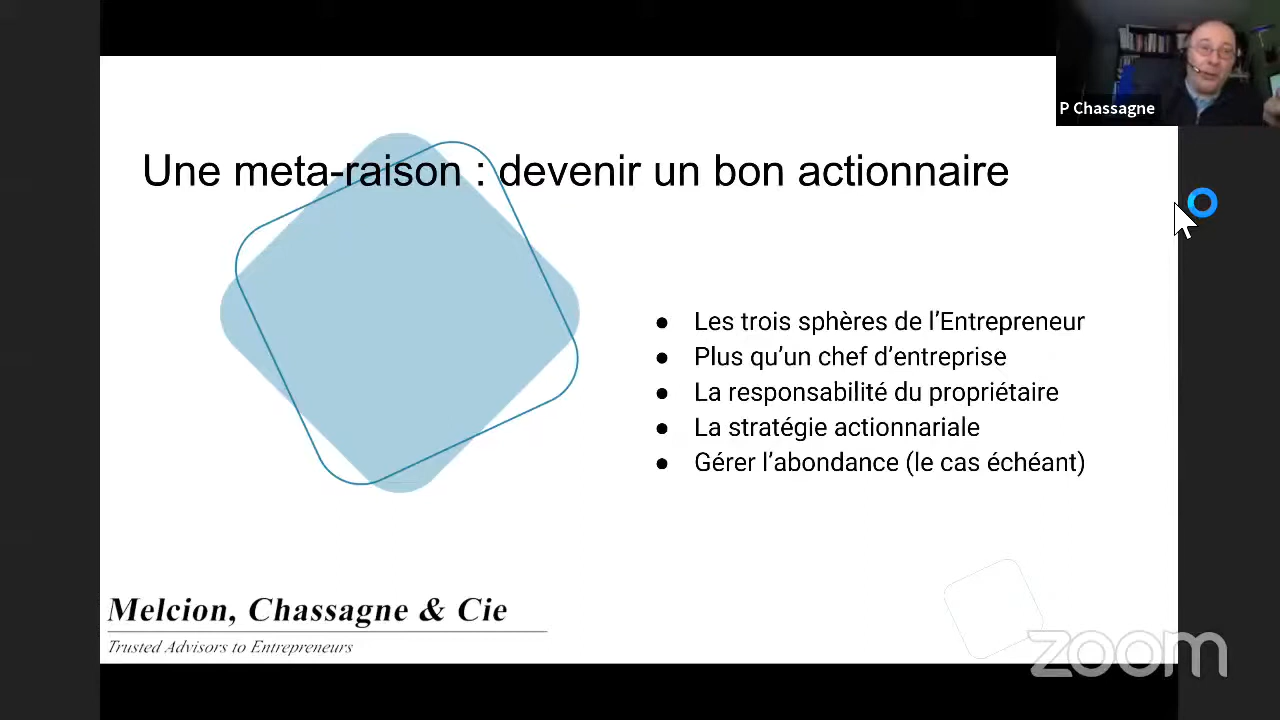 P Chassagne
Une meta-raison : devenir un bon actionnaire
● Les trois sphères de l’Entrepreneur
● Plus qu’un chef d’entreprise
● La responsabilité du propriétaire
● La stratégie actionnariale
● Gérer l’abondance (le cas échéant)
Melcion, Chassagne & Cie
Trusted Advisors to Entrepreneurs
zoom